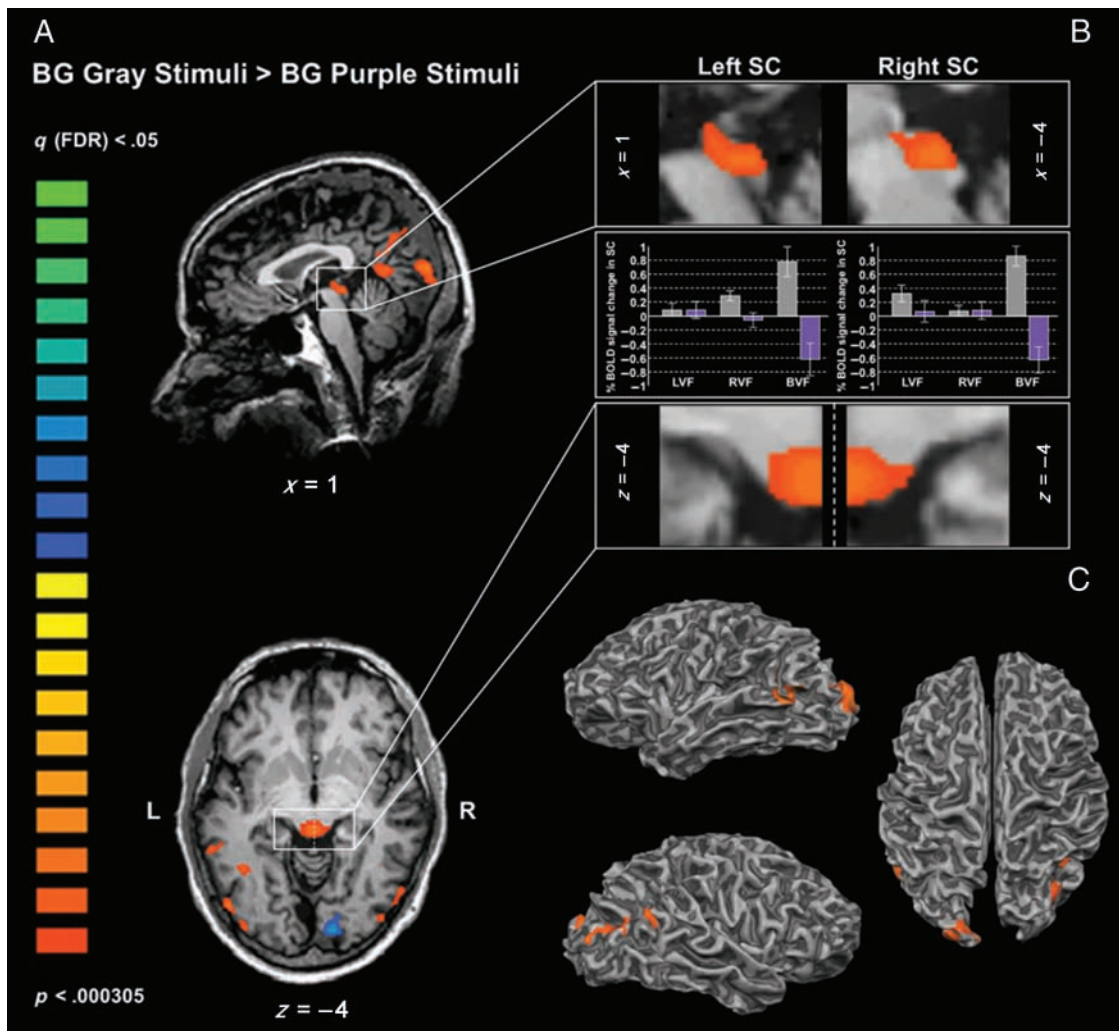 A
B
BG Gray Stimuli > BG Purple Stimuli
Left SC
Right SC
q (FDR) < .05
x = 1
x = −4
% BOLD signal change in SC
1
0.8
0.6
0.4
0.2
0
−0.2
−0.4
−0.6
−0.8
−1
LVF
RVF
BVF
% BOLD signal change in SC
1
0.8
0.6
0.4
0.2
0
−0.2
−0.4
−0.6
−0.8
−1
LVF
RVF
BVF
x = 1
z = −4
z = −4
C
L
R
p < .000305
z = −4